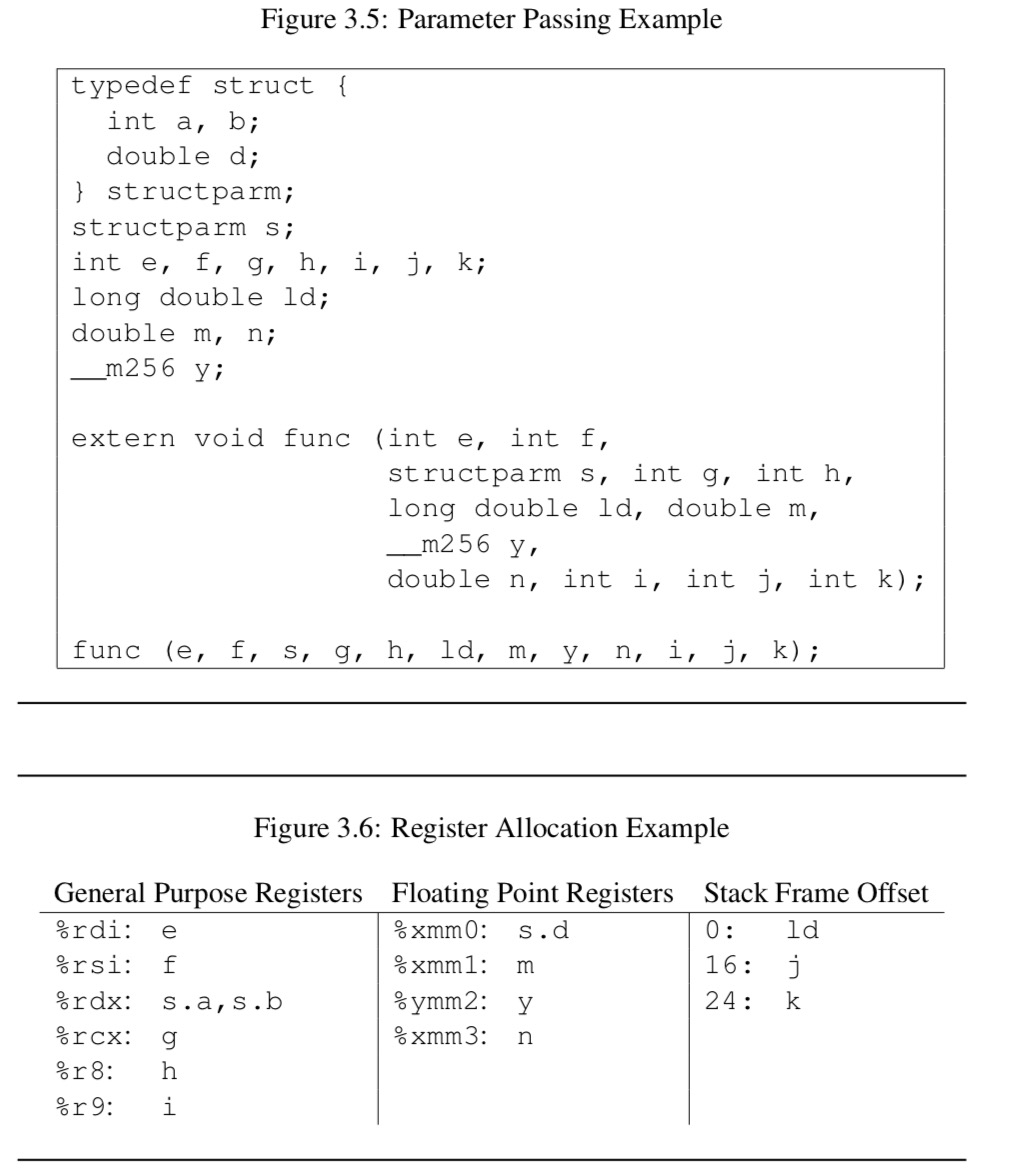 Figure 3.5: Parameter Passing Example
typedef struct {
  int a, b;
  double d;
} structparm;
structparm s;
int e, f, g, h, i, j, k;
long double ld;
double m, n;
__m256 y;
extern void func (int e, int f,
                  structparm s, int g, int h,
                  long double ld, double m,
                  __m256 y,
                  double n, int i, int j, int k);
func (e, f, s, g, h, ld, m, y, n, i, j, k);
Figure 3.6: Register Allocation Example
General Purpose Registers Floating Point Registers Stack Frame Offset
%rdi: e %xmm0: s.d 0: ld
%rsi: f %xmm1: m 16: j
%rdx: s.a,s.b %ymm2: y 24: k
%rcx: g %xmm3: n
%r8: h
%r9: i